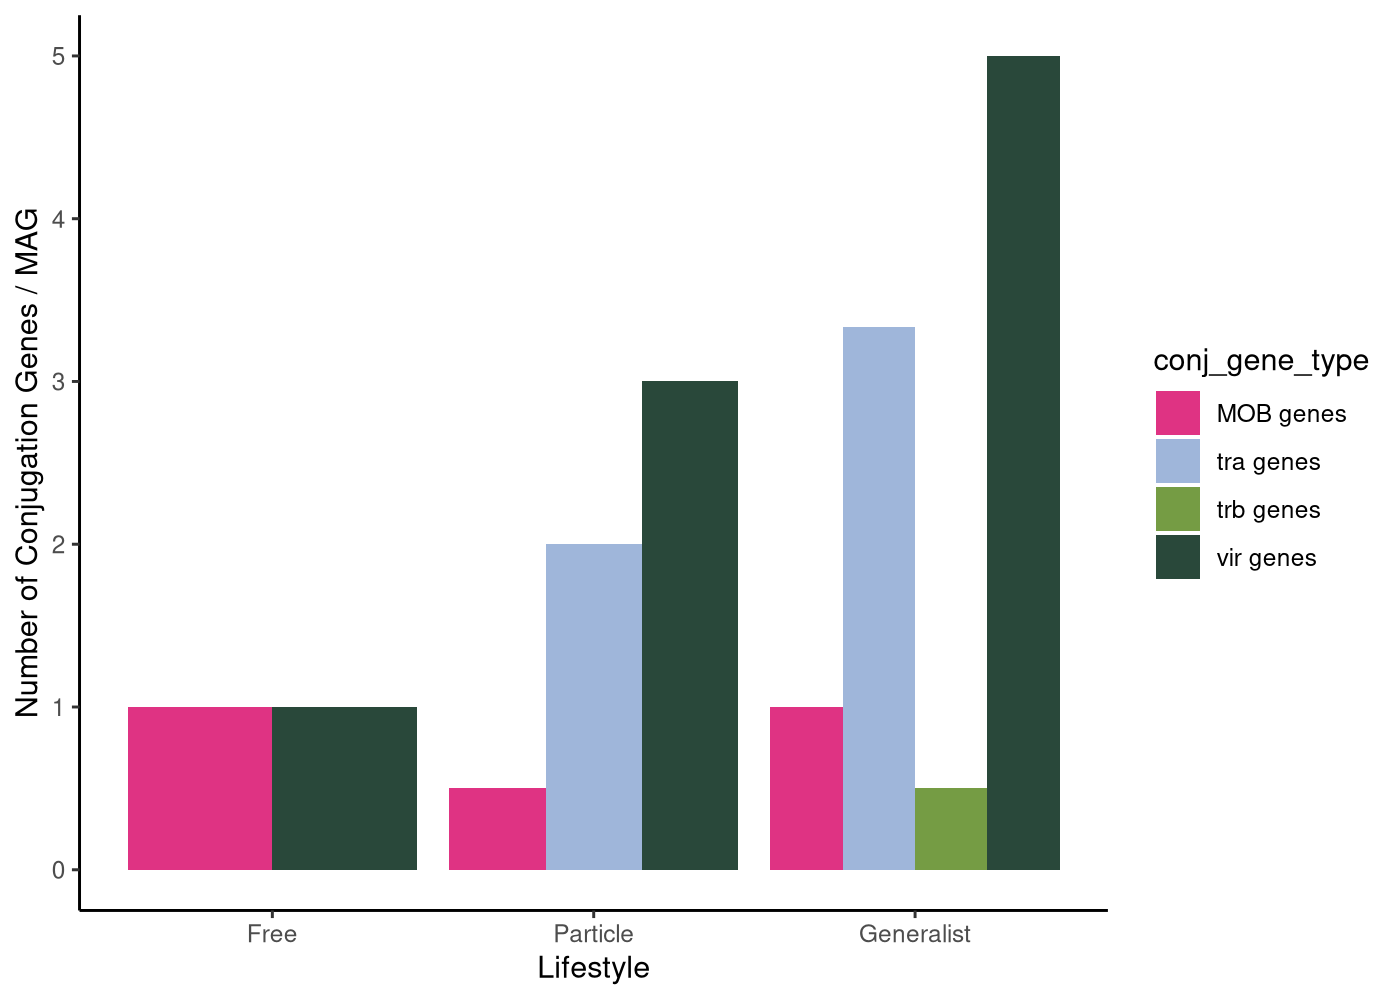 Number of Conjugation Genes / MAG
5
4
3
2
1
0
Free Particle Generalist
Lifestyle
conj_gene_type
MOB genes
tra genes
trb genes
vir genes